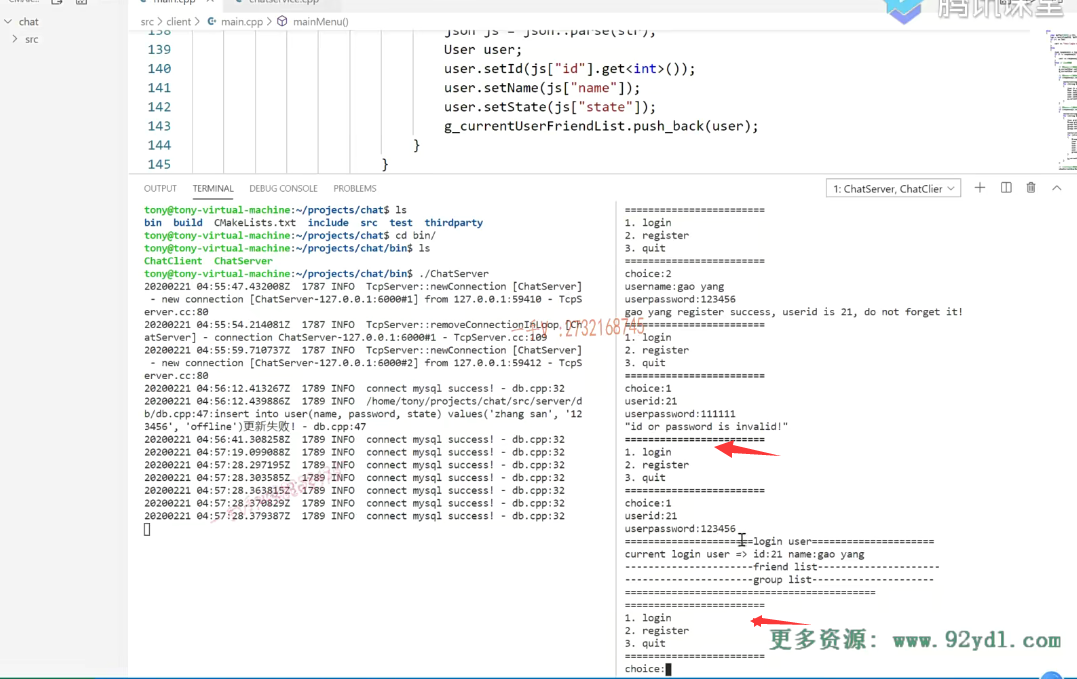 main.cpp
chatservice.cpp
腾讯课堂
chat
src
src > client > main.cpp > mainMenu()
138 json js = json::parse(str);
139 User user;
140 user.setId(js["id"].get<int>());
141 user.setName(js["name"]);
142 user.setState(js["state"]);
143 g_currentUserFriendList.push_back(user);
144 }
145 }
OUTPUT TERMINAL DEBUG CONSOLE PROBLEMS
1: ChatServer, ChatClier
tony@tony-virtual-machine:~/projects/chat$ ls
bin build CMakeLists.txt include src test thirdparty
tony@tony-virtual-machine:~/projects/chat$ cd bin/
tony@tony-virtual-machine:~/projects/chat/bin$ ls
ChatClient ChatServer
tony@tony-virtual-machine:~/projects/chat/bin$ ./ChatServer
20200221 04:55:47.432008Z 1787 INFO TcpServer::newConnection [ChatServer]
- new connection [ChatServer-127.0.0.1:6000#1] from 127.0.0.1:59410 - TcpS
erver.cc:80
20200221 04:55:54.214081Z 1787 INFO TcpServer::removeConnectionInLoop [Ch
atServer] - connection ChatServer-127.0.0.1:6000#1 - TcpServer.cc:109
20200221 04:55:59.710737Z 1787 INFO TcpServer::newConnection [ChatServer]
- new connection [ChatServer-127.0.0.1:6000#2] from 127.0.0.1:59412 - TcpS
erver.cc:80
20200221 04:56:12.413267Z 1789 INFO connect mysql success! - db.cpp:32
20200221 04:56:12.439886Z 1789 INFO /home/tony/projects/chat/src/server/d
b/db.cpp:47:insert into user(name, password, state) values('zhang san', '12
3456', 'offline')更新失败! - db.cpp:47
20200221 04:56:41.308258Z 1789 INFO connect mysql success! - db.cpp:32
20200221 04:57:19.099088Z 1789 INFO connect mysql success! - db.cpp:32
20200221 04:57:28.297195Z 1789 INFO connect mysql success! - db.cpp:32
20200221 04:57:28.303585Z 1789 INFO connect mysql success! - db.cpp:32
20200221 04:57:28.363815Z 1789 INFO connect mysql success! - db.cpp:32
20200221 04:57:28.370829Z 1789 INFO connect mysql success! - db.cpp:32
20200221 04:57:28.379387Z 1789 INFO connect mysql success! - db.cpp:32
========================
1. login
2. register
3. quit
========================
choice:2
username:gao yang
userpassword:123456
gao yang register success, userid is 21, do not forget it!
========================
1. login
2. register
3. quit
========================
choice:1
userid:21
userpassword:111111
"id or password is invalid!"
========================
1. login
2. register
3. quit
========================
choice:1
userid:21
userpassword:123456
======================login user======================
current login user => id:21 name:gao yang
----------------------friend list---------------------
----------------------group list----------------------
===============================================
========================
1. login
2. register
3. quit
========================
choice:
:2732168745
更多资源: www.92ydl.com